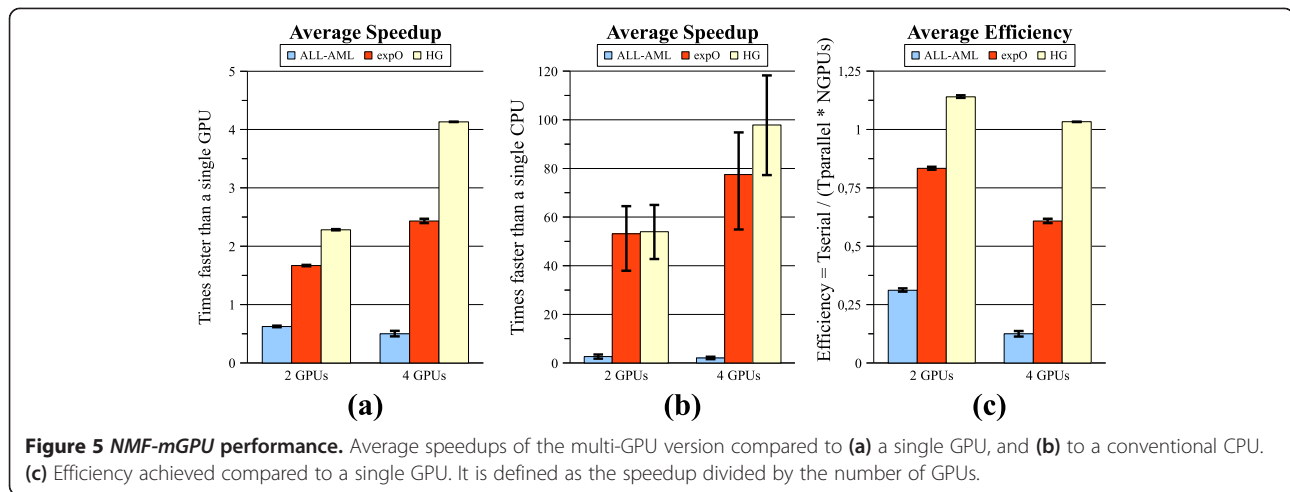 Average Speedup
ALL-AML expO HG
Times faster than a single GPU
5
4
3
2
1
0
2 GPUs 4 GPUs
(a)
Average Speedup
ALL-AML expO HG
Times faster than a single CPU
120
100
80
60
40
20
0
2 GPUs 4 GPUs
(b)
Average Efficiency
ALL-AML expO HG
Efficiency = Tserial / (Tparallel * NGPUs)
1,25
1
0,75
0,5
0,25
0
2 GPUs 4 GPUs
(c)
Figure 5 NMF-mGPU performance. Average speedups of the multi-GPU version compared to (a) a single GPU, and (b) to a conventional CPU.
(c) Efficiency achieved compared to a single GPU. It is defined as the speedup divided by the number of GPUs.